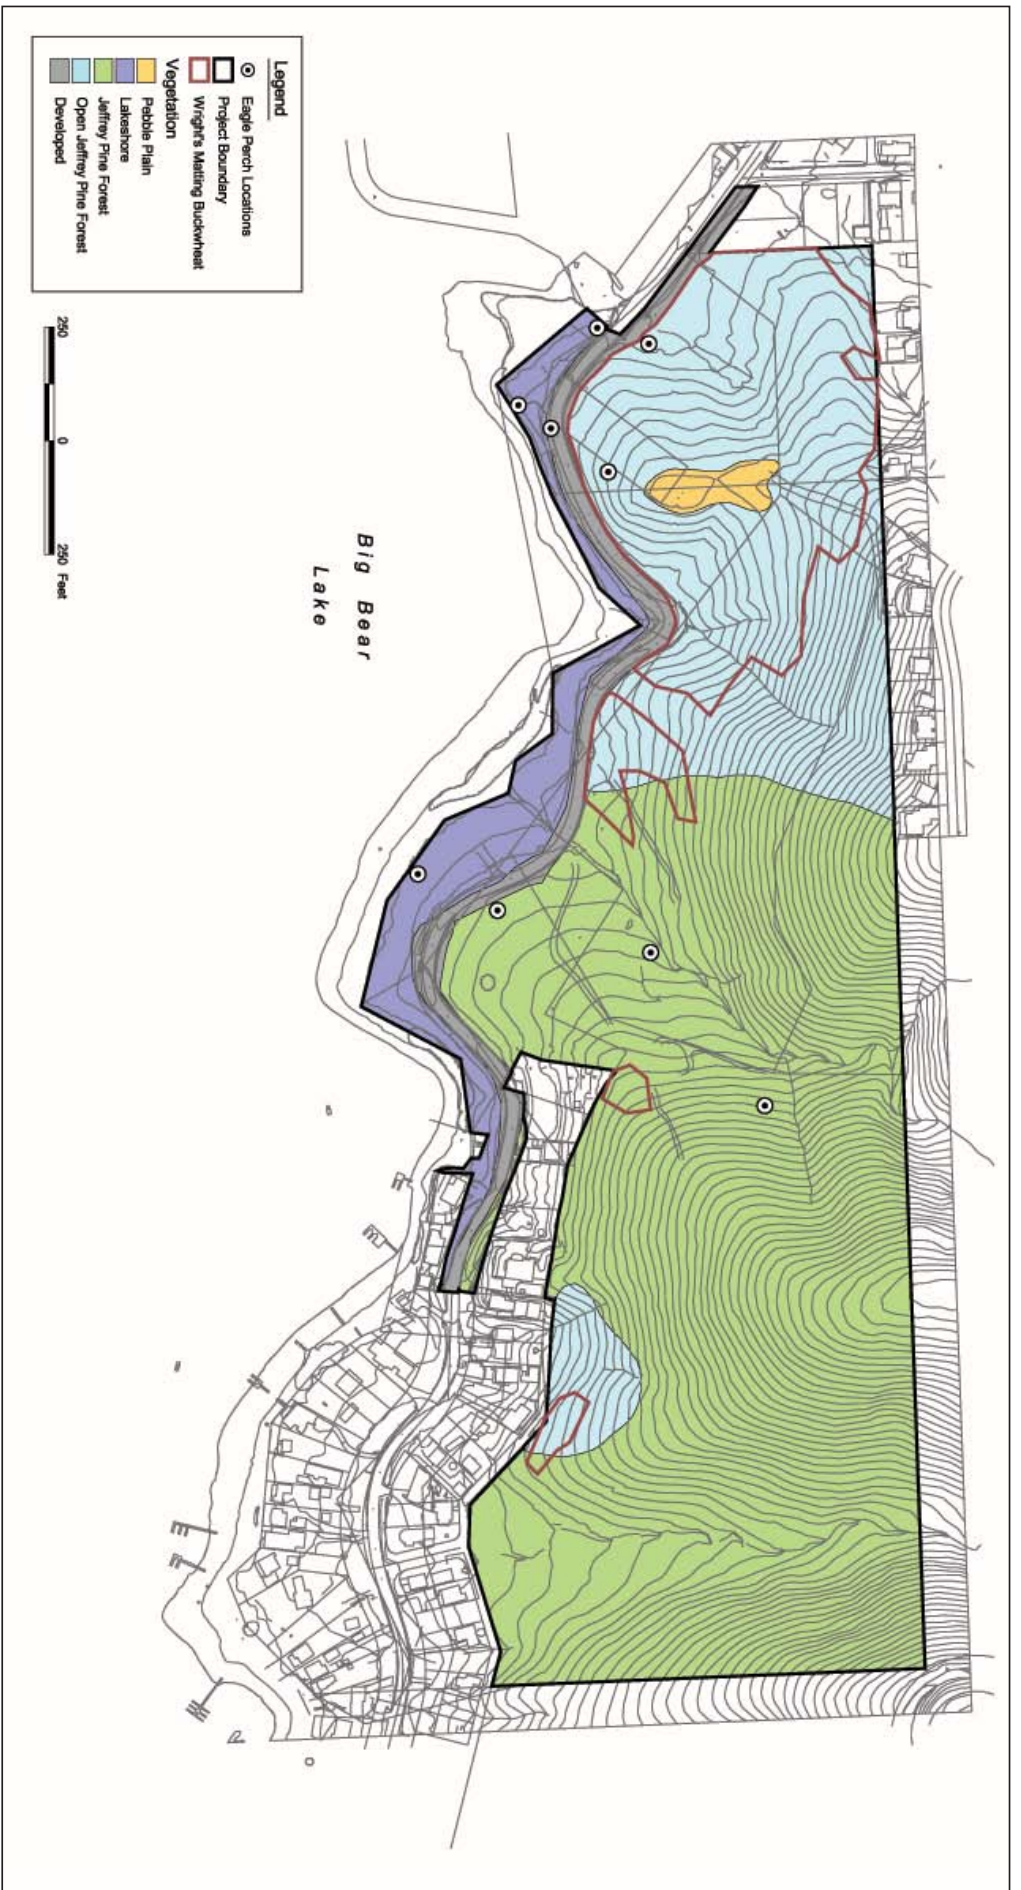 Legend
Eagle Perch Locations
Project Boundary
Wright's Matting Buckwheat
Vegetation
Pebble Plain
Lakeshore
Jeffrey Pine Forest
Open Jeffrey Pine Forest
Developed
250 0 250 Feet
Big Bear
Lake